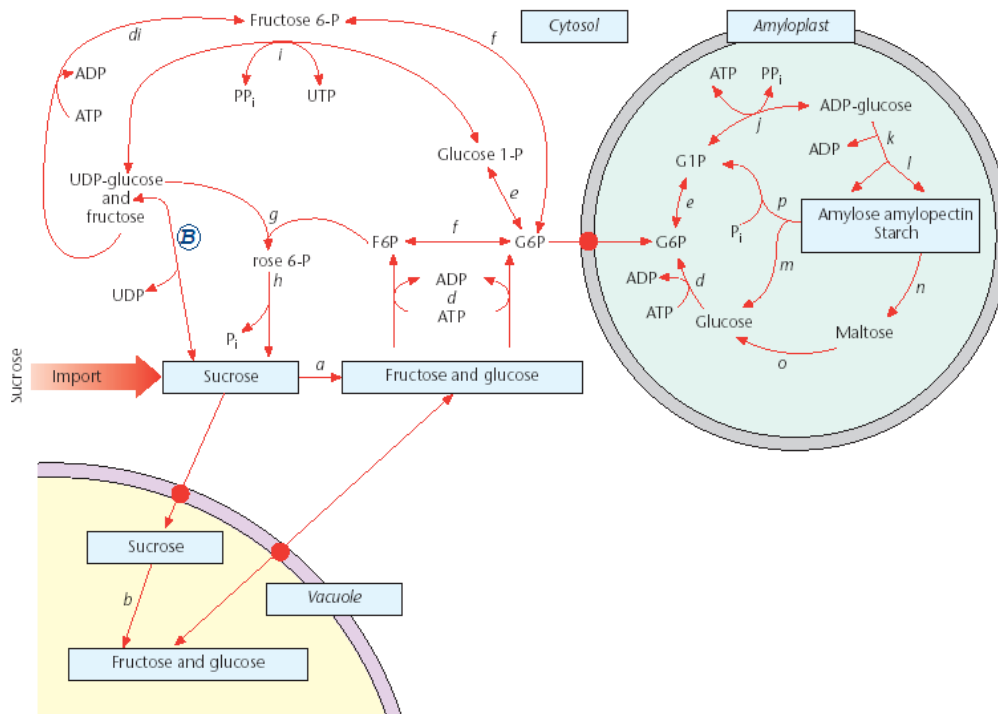 Fructose 6-P
Cytosol
Amyloplast
di
f
ADP
ATP
i
PPi
UTP
ATP
PPi
ADP-glucose
j
k
ADP
l
Glucose 1-P
G1P
UDP-glucose
and
fructose
e
e
p
Pi
Amylose amylopectin
Starch
g
B
F6P
f
G6P
G6P
rose 6-P
h
m
UDP
ADP
d
ATP
ADP
d
ATP
n
Glucose
Maltose
Pi
o
Sucrose
Import
Sucrose
a
Fructose and glucose
Sucrose
b
Vacuole
Fructose and glucose